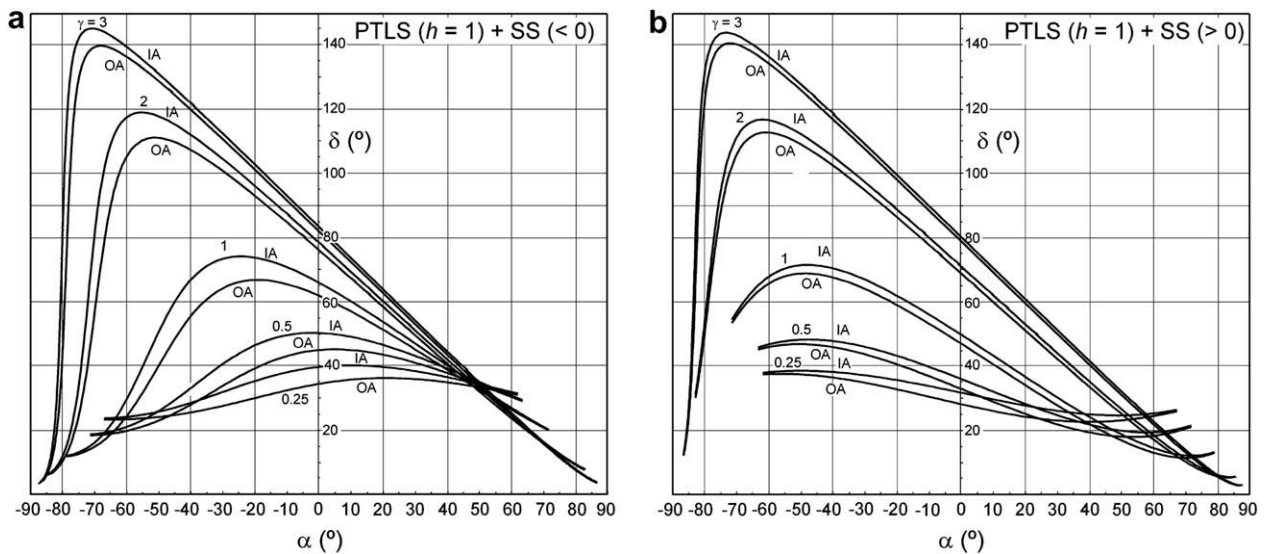 a
PTLS (h = 1) + SS (< 0)
γ = 3
IA
OA
140
120
2
IA
OA
δ (º)
100
80
1
IA
OA
60
0.5
IA
OA
IA
40
0.25
OA
20
-90 -80 -70 -60 -50 -40 -30 -20 -10 0 10 20 30 40 50 60 70 80 90
α (º)
b
PTLS (h = 1) + SS (> 0)
γ = 3
IA
OA
140
120
2
IA
OA
δ (º)
100
80
1
IA
OA
60
0.5
IA
OA
IA
0.25
OA
40
20
-90 -80 -70 -60 -50 -40 -30 -20 -10 0 10 20 30 40 50 60 70 80 90
α (º)